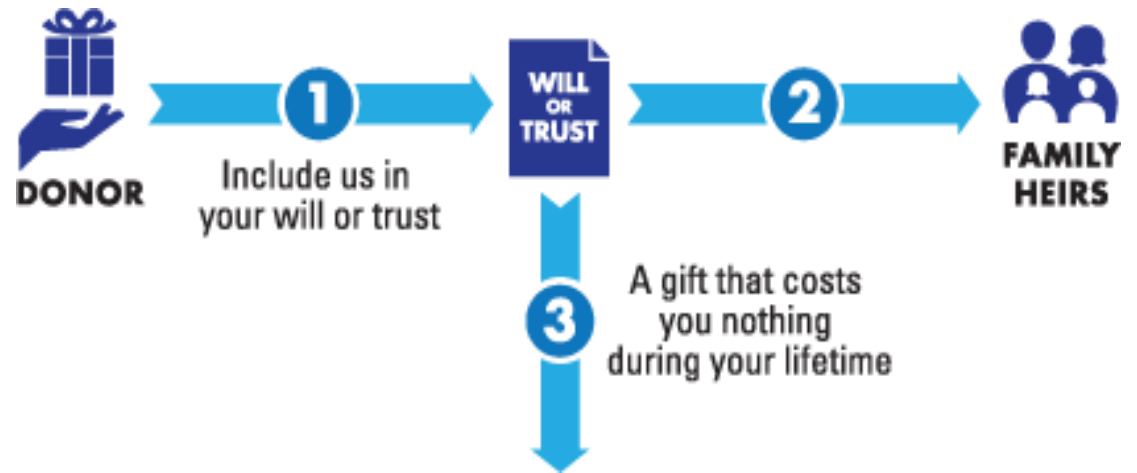 DONOR
1
Include us in
your will or trust
WILL
OR
TRUST
2
FAMILY
HEIRS
3
A gift that costs
you nothing
during your lifetime